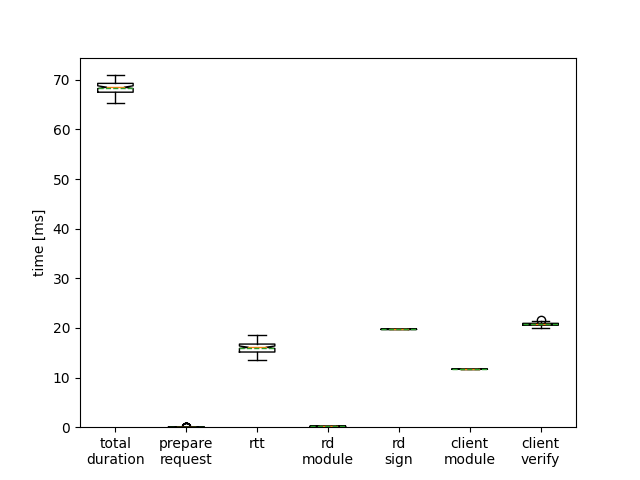 time [ms]
70
60
50
40
30
20
10
0
total
duration
prepare
request
rtt
rd
module
rd
sign
client
module
client
verify